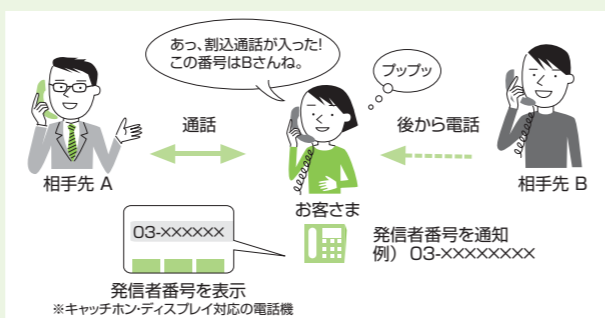 あっ、割込通話が入った!
この番号はBさんね。
プップッ
通話
後から電話
相手先 A
お客さま
相手先 B
03-××××××
発信者番号を通知
例） 03-××××××××
発信者番号を表示
※キャッチホン・ディスプレイ対応の電話機